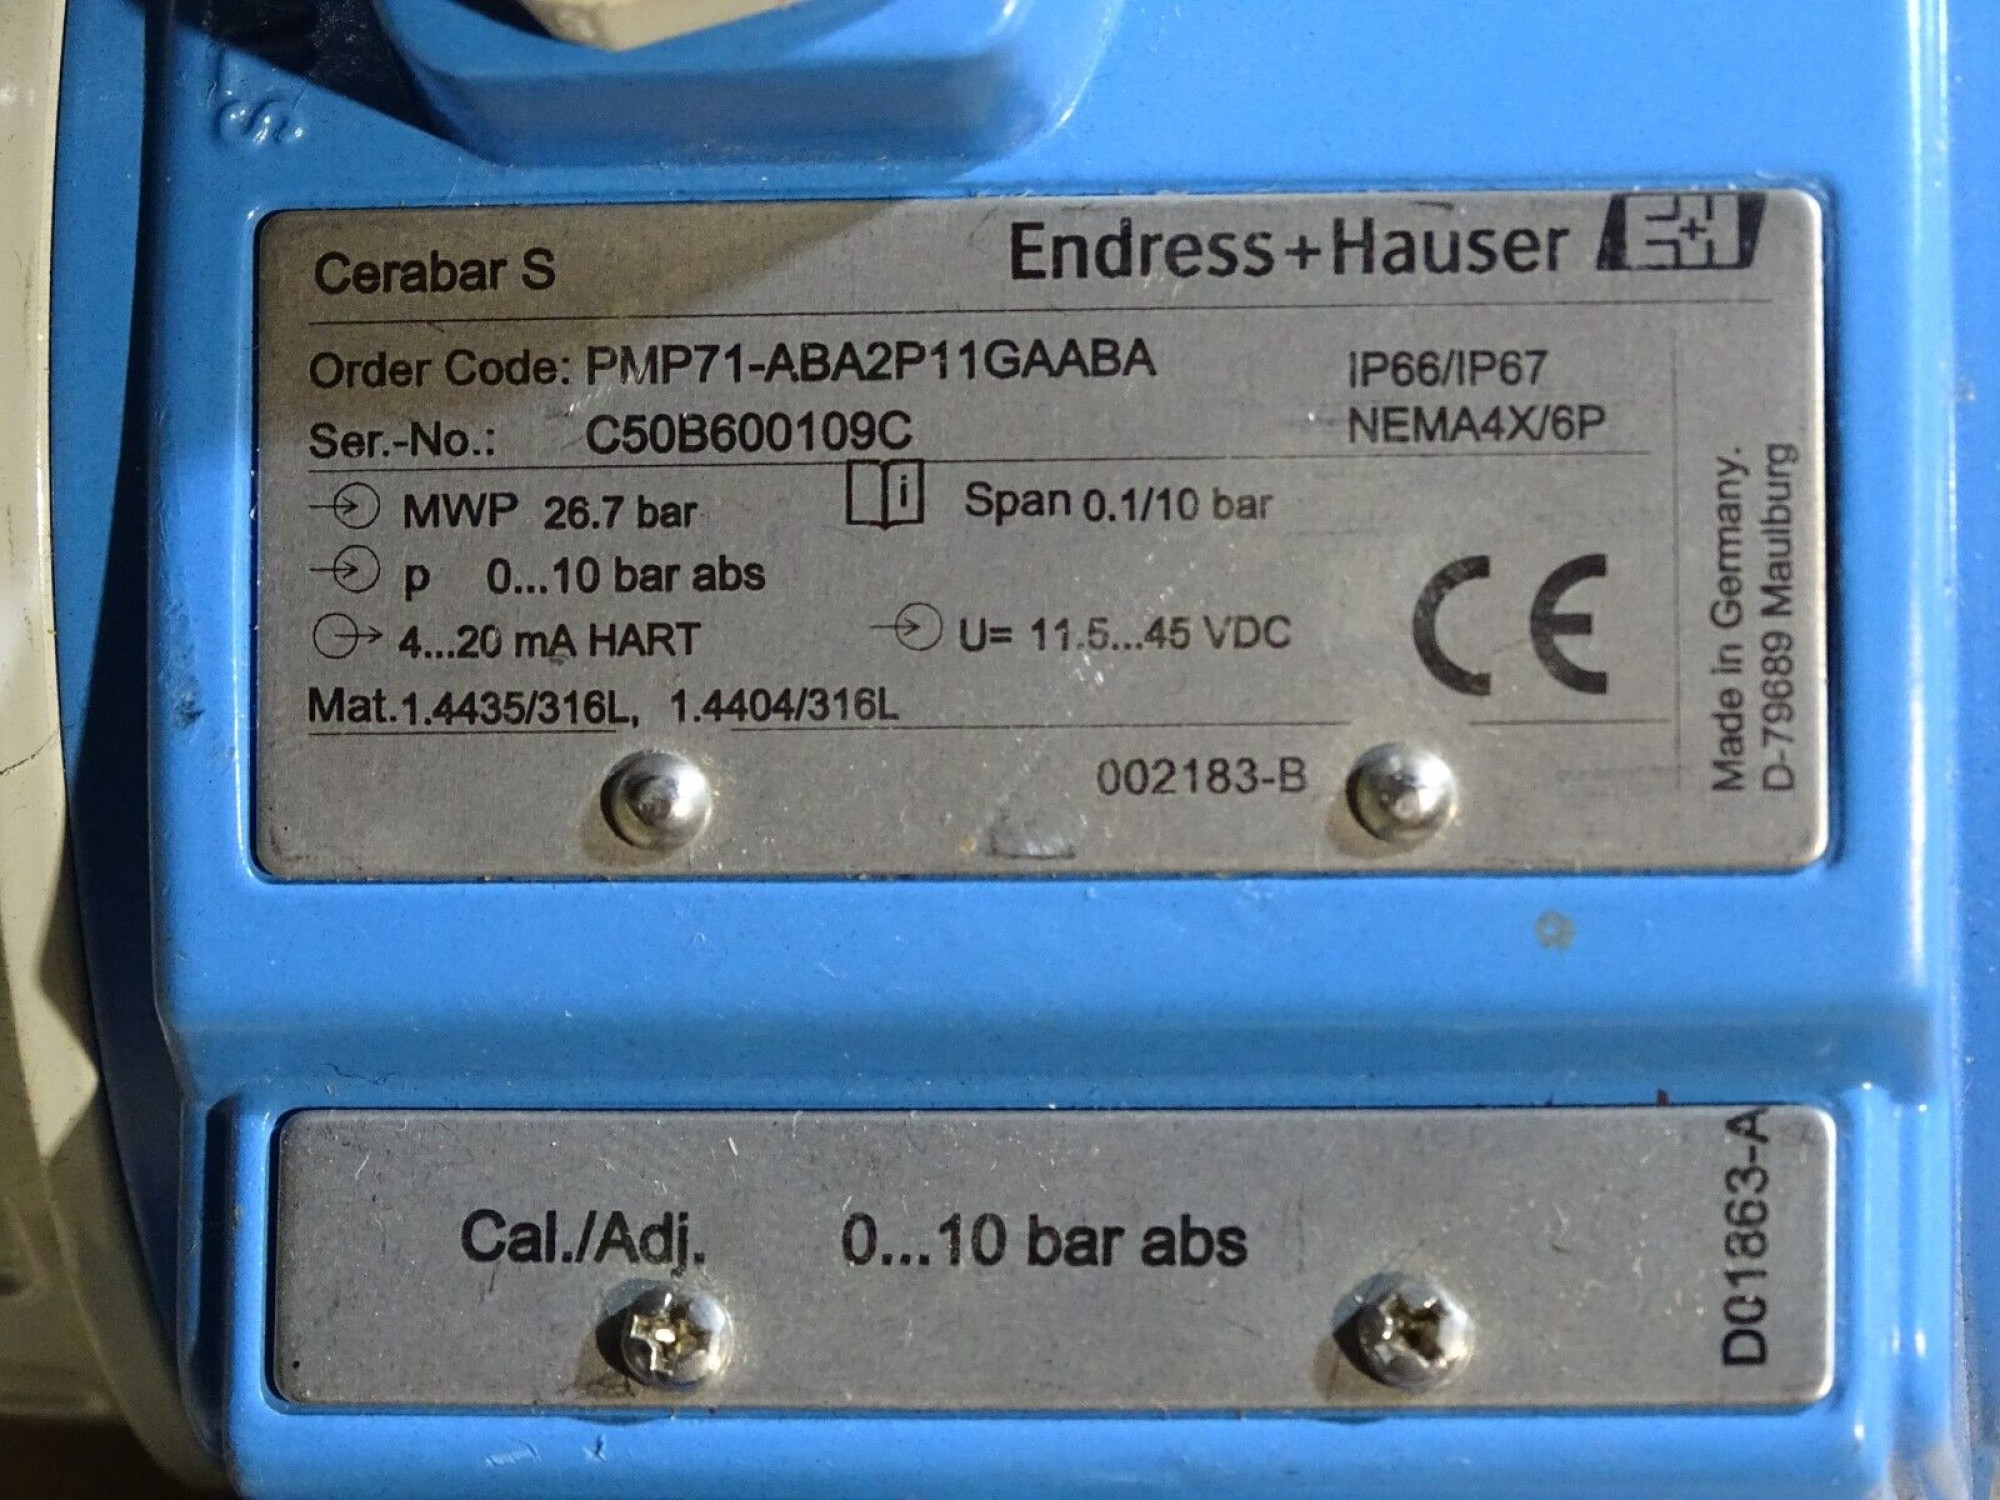 S
Cerabar S
Endress+Hauser
Order Code: PMP71-ABA2P11GAABA
IP66/IP67
Ser.-No.: C50B600109C
NEMA4X/6P
MWP 26.7 bar
i Span 0.1/10 bar
p 0...10 bar abs
4...20 mA HART
U= 11.5...45 VDC
CE
Mat.1.4435/316L, 1.4404/316L
002183-B
Made in Germany.
D-79689 Maulburg
Cal./Adj. 0...10 bar abs
D01863-A